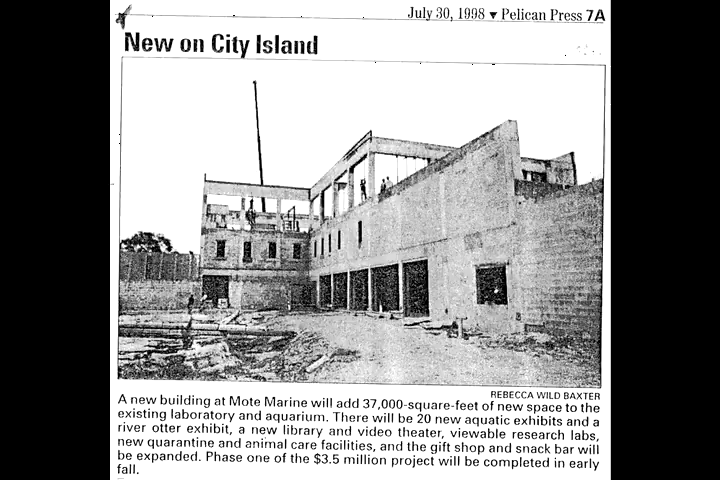 July 30, 1998 ▼ Pelican Press 7A
New on City Island
REBECCA WILD BAXTER
A new building at Mote Marine will add 37,000-square-feet of new space to the
existing laboratory and aquarium. There will be 20 new aquatic exhibits and a
river otter exhibit, a new library and video theater, viewable research labs,
new quarantine and animal care facilities, and the gift shop and snack bar will
be expanded. Phase one of the $3.5 million project will be completed in early
fall.